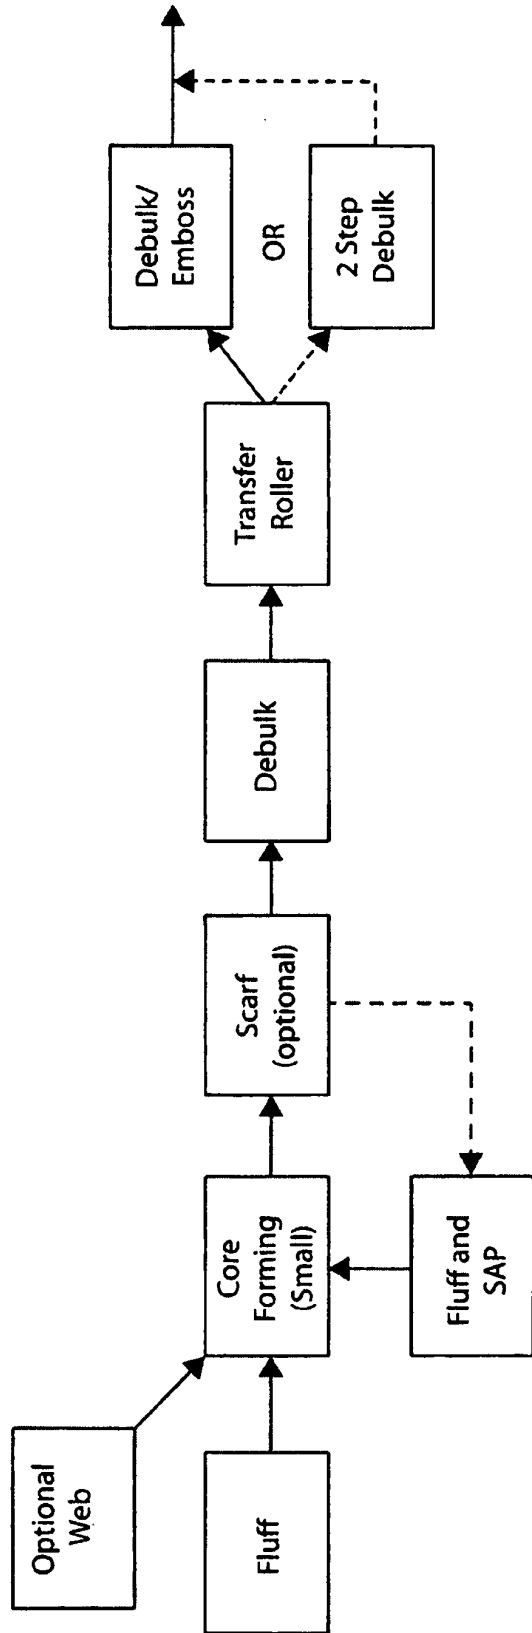 Optional
Web
Fluff
Core
Forming
(Small)
Fluff and
SAP
Scarf
(optional)
Debulk
Transfer
Roller
Debulk/
Emboss
OR
2 Step
Debulk